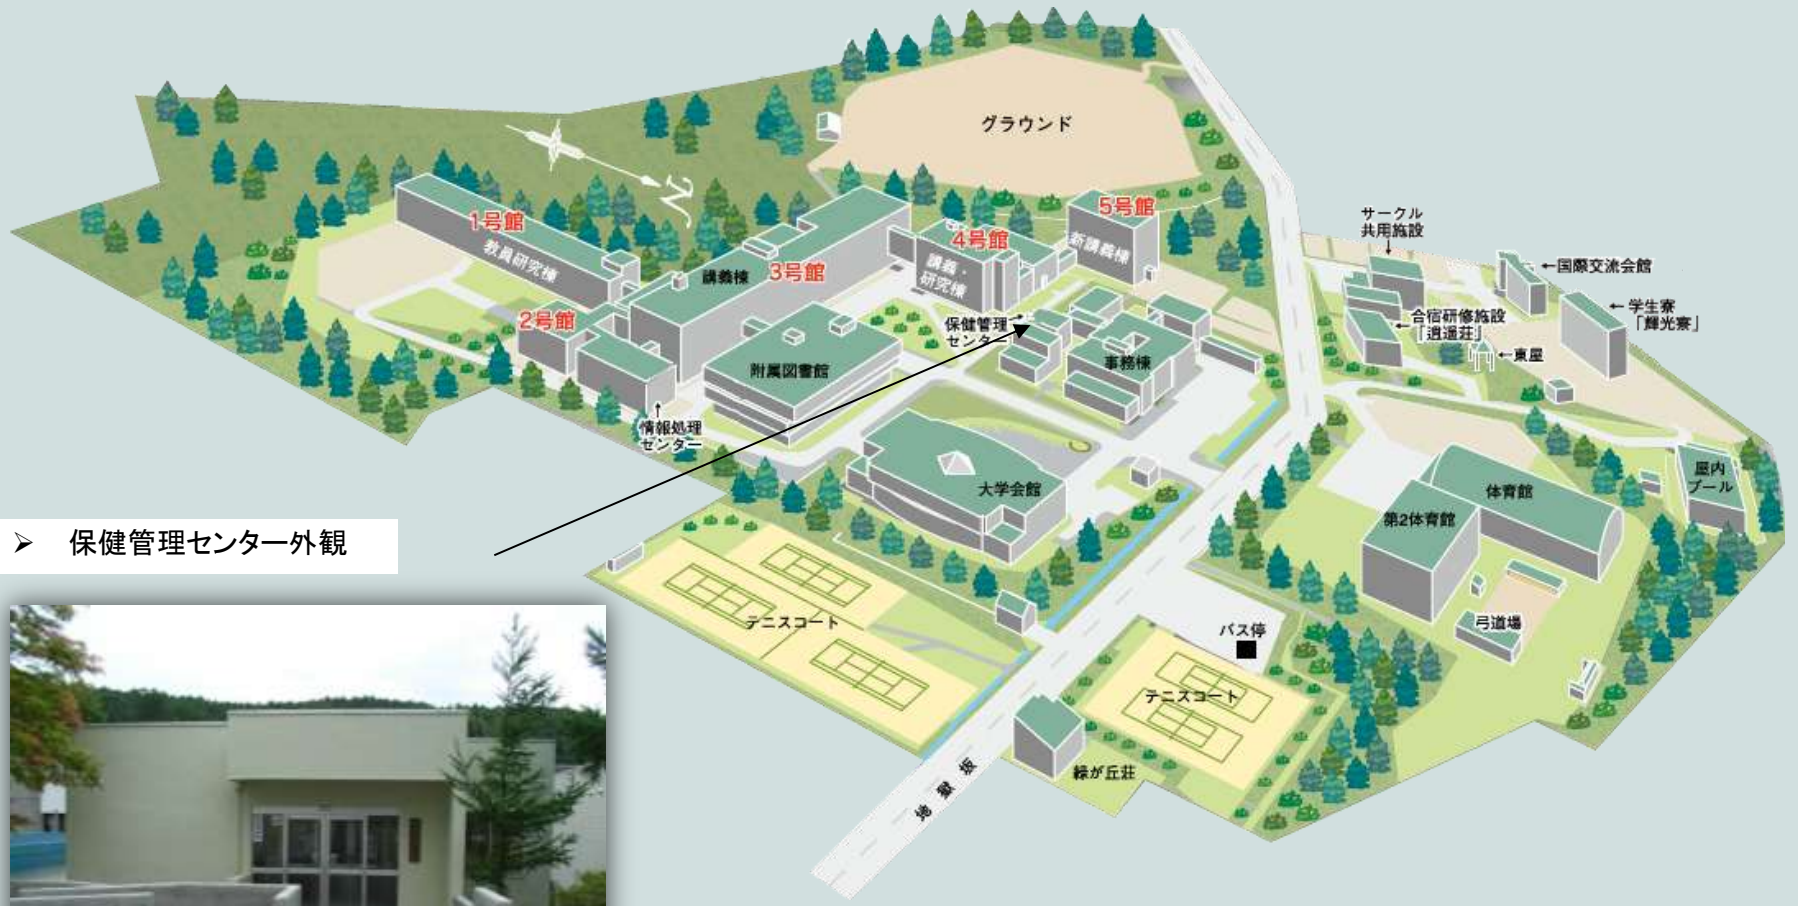 グラウンド
N
5号館
新講義棟
1号館
教員研究棟
4号館
講義・
研究棟
3号館
講義棟
2号館
サークル
共用施設
←国際交流会館
←学生寮
「輝光寮」
←合宿研修施設
「逍遥荘」
←東屋
保健管理
センター
事務棟
附属図書館
情報処理
センター
大学会館
屋内
プール
体育館
第2体育館
弓道場
➢ 保健管理センター外観
テニスコート
バス停
テニスコート
緑が丘荘
地獄坂